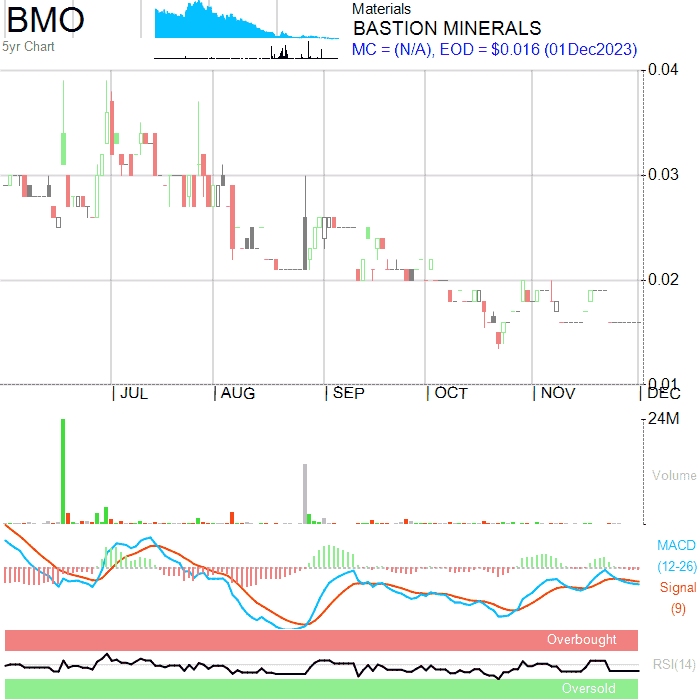 BMO
5yr Chart
Materials
BASTION MINERALS
MC = (N/A), EOD = $0.016 (01Dec2023)
0.04
0.03
0.02
0.01
| JUL | AUG | SEP | OCT | NOV | DEC
24M
Volume
MACD
(12-26)
Signal
(9)
Overbought
RSI(14)
Oversold